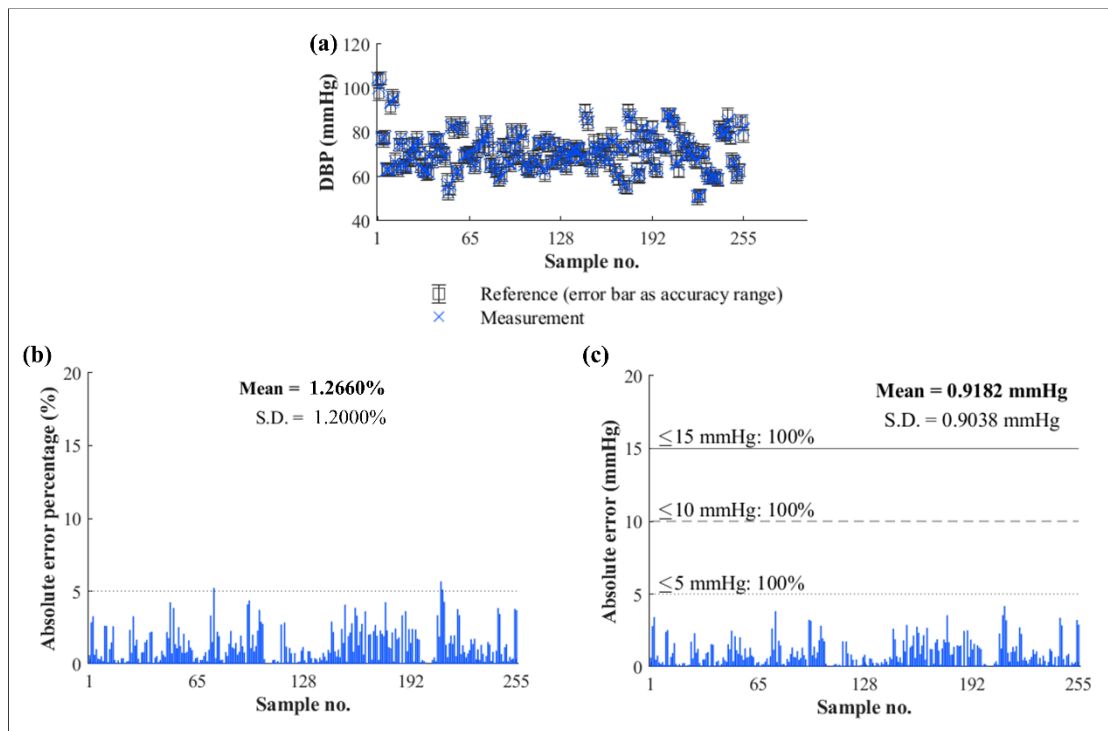 (a)
120
100
80
60
40
DBP (mmHg)
1 65 128 192 255
Sample no.
Reference (error bar as accuracy range)
Measurement
(b)
20
15
10
5
0
Absolute error percentage (%)
Mean = 1.2660%
S.D. = 1.2000%
1 65 128 192 255
Sample no.
(c)
20
15
10
5
0
Absolute error (mmHg)
Mean = 0.9182 mmHg
S.D. = 0.9038 mmHg
≤15 mmHg: 100%
≤10 mmHg: 100%
≤5 mmHg: 100%
1 65 128 192 255
Sample no.